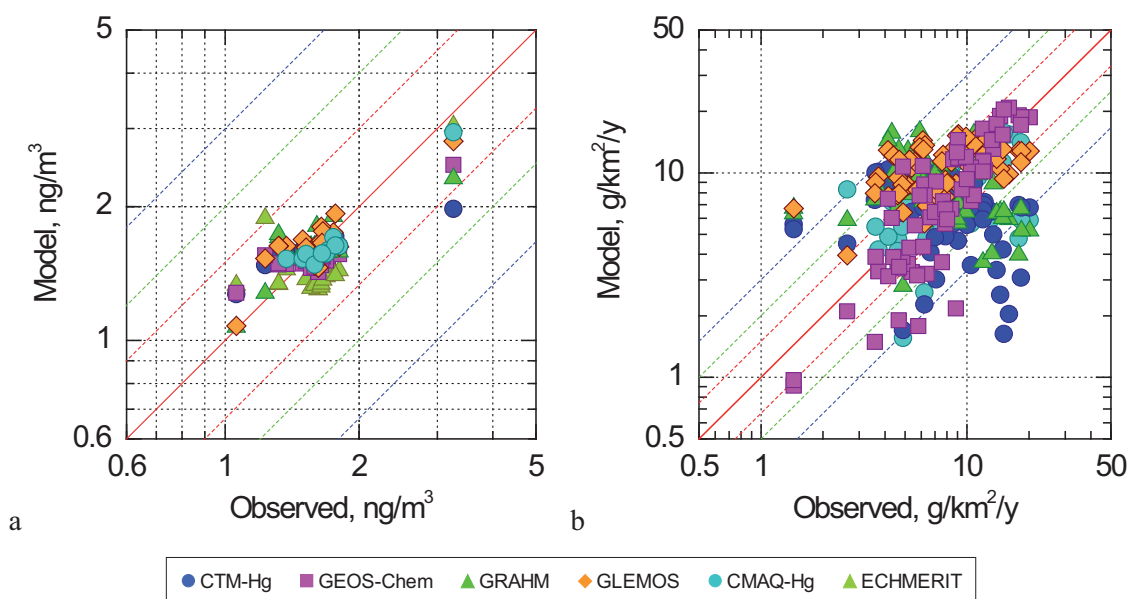 5
2
1
0.6
Model, ng/m³
0.6 1 2 5
Observed, ng/m³
a
50
10
1
0.5
Model, g/km²/y
0.5 1 10 50
Observed, g/km²/y
b
CTM-Hg GEOS-Chem GRAHM GLEMOS CMAQ-Hg ECHMERIT